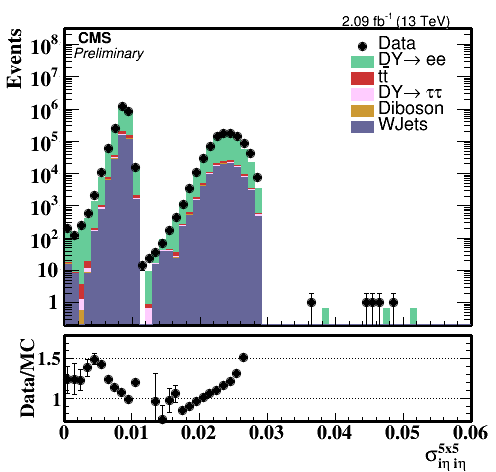 2.09 fb⁻¹ (13 TeV)
CMS
Preliminary
Events
Data
DY→ ee
tt̄
DY→ ττ
Diboson
WJets
10⁸
10⁷
10⁶
10⁵
10⁴
10³
10²
10
1
Data/MC
1.5
1
0 0.01 0.02 0.03 0.04 0.05 0.06
σ⁵ˣ⁵iη iη